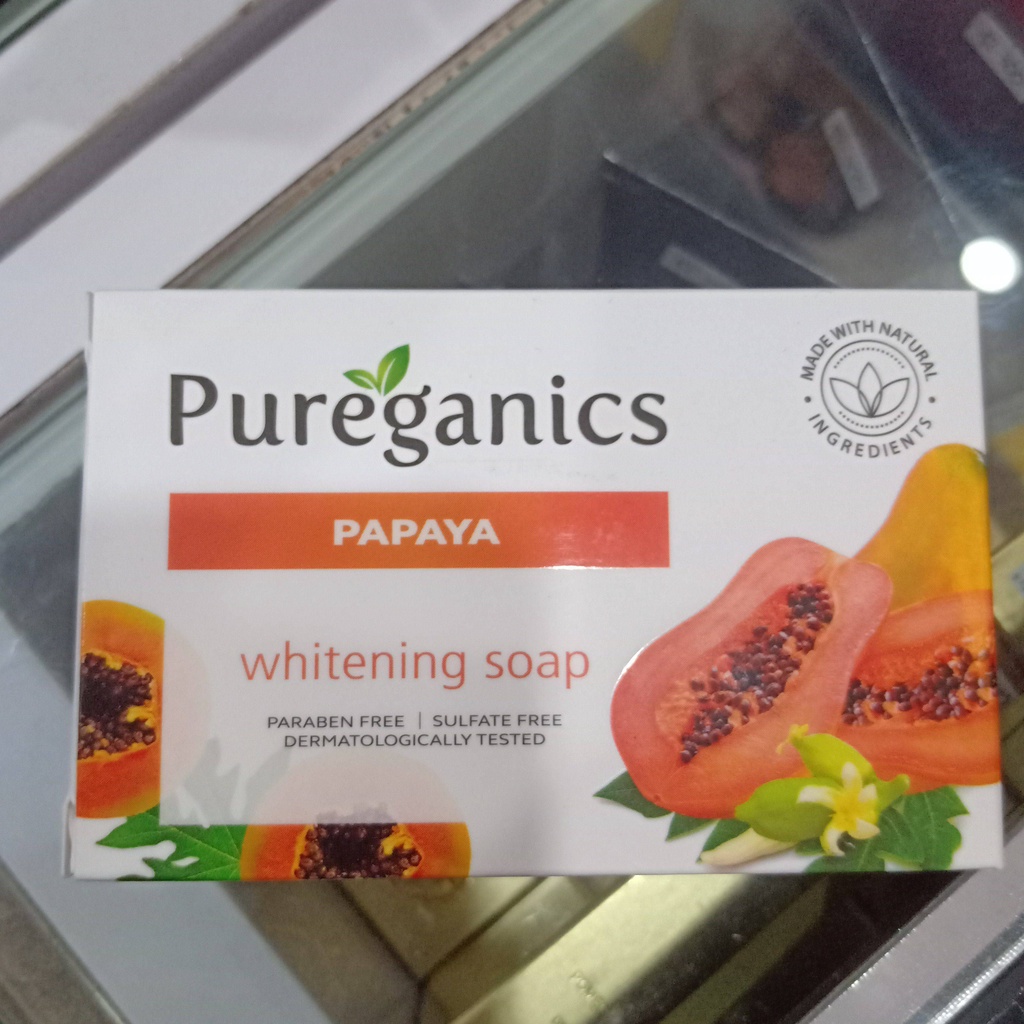 Pureganics
MADE WITH NATURAL
INGREDIENTS
PAPAYA
whitening soap
PARABEN FREE | SULFATE FREE
DERMATOLOGICALLY TESTED